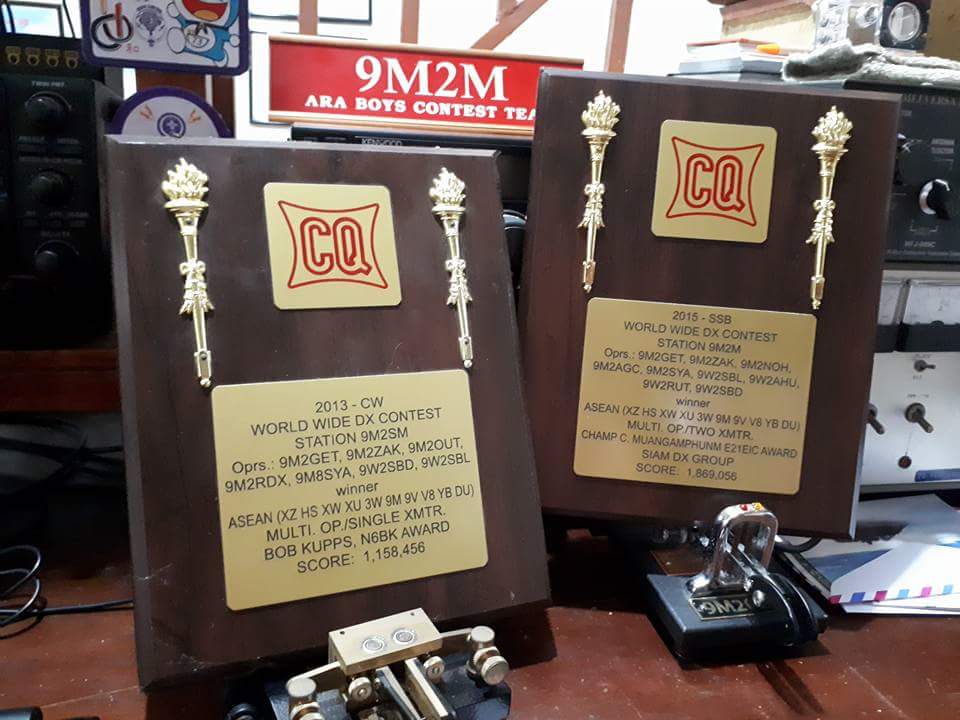 9M2M
ARA BOYS CONTEST TEA
KENWOOD
CQ
2013 - CW
WORLD WIDE DX CONTEST
STATION 9M2SM
Oprs.: 9M2GET, 9M2ZAK, 9M2OUT,
9M2RDX, 9M8SYA, 9W2SBD, 9W2SBL
winner
ASEAN (XZ HS XW XU 3W 9M 9V V8 YB DU)
MULTI. OP./SINGLE XMTR.
BOB KUPPS, N6BK AWARD
SCORE: 1,158,456
CQ
2015 - SSB
WORLD WIDE DX CONTEST
STATION 9M2M
Oprs.: 9M2GET, 9M2ZAK, 9M2NOH,
9M2AGC, 9M2SYA, 9W2SBL, 9W2AHU,
9W2RUT, 9W2SBD
winner
ASEAN (XZ HS XW XU 3W 9M 9V V8 YB DU)
MULTI. OP./TWO XMTR.
CHAMP C. MUANGAMPHUNM E21EIC AWARD
SIAM DX GROUP
SCORE: 1,869,056